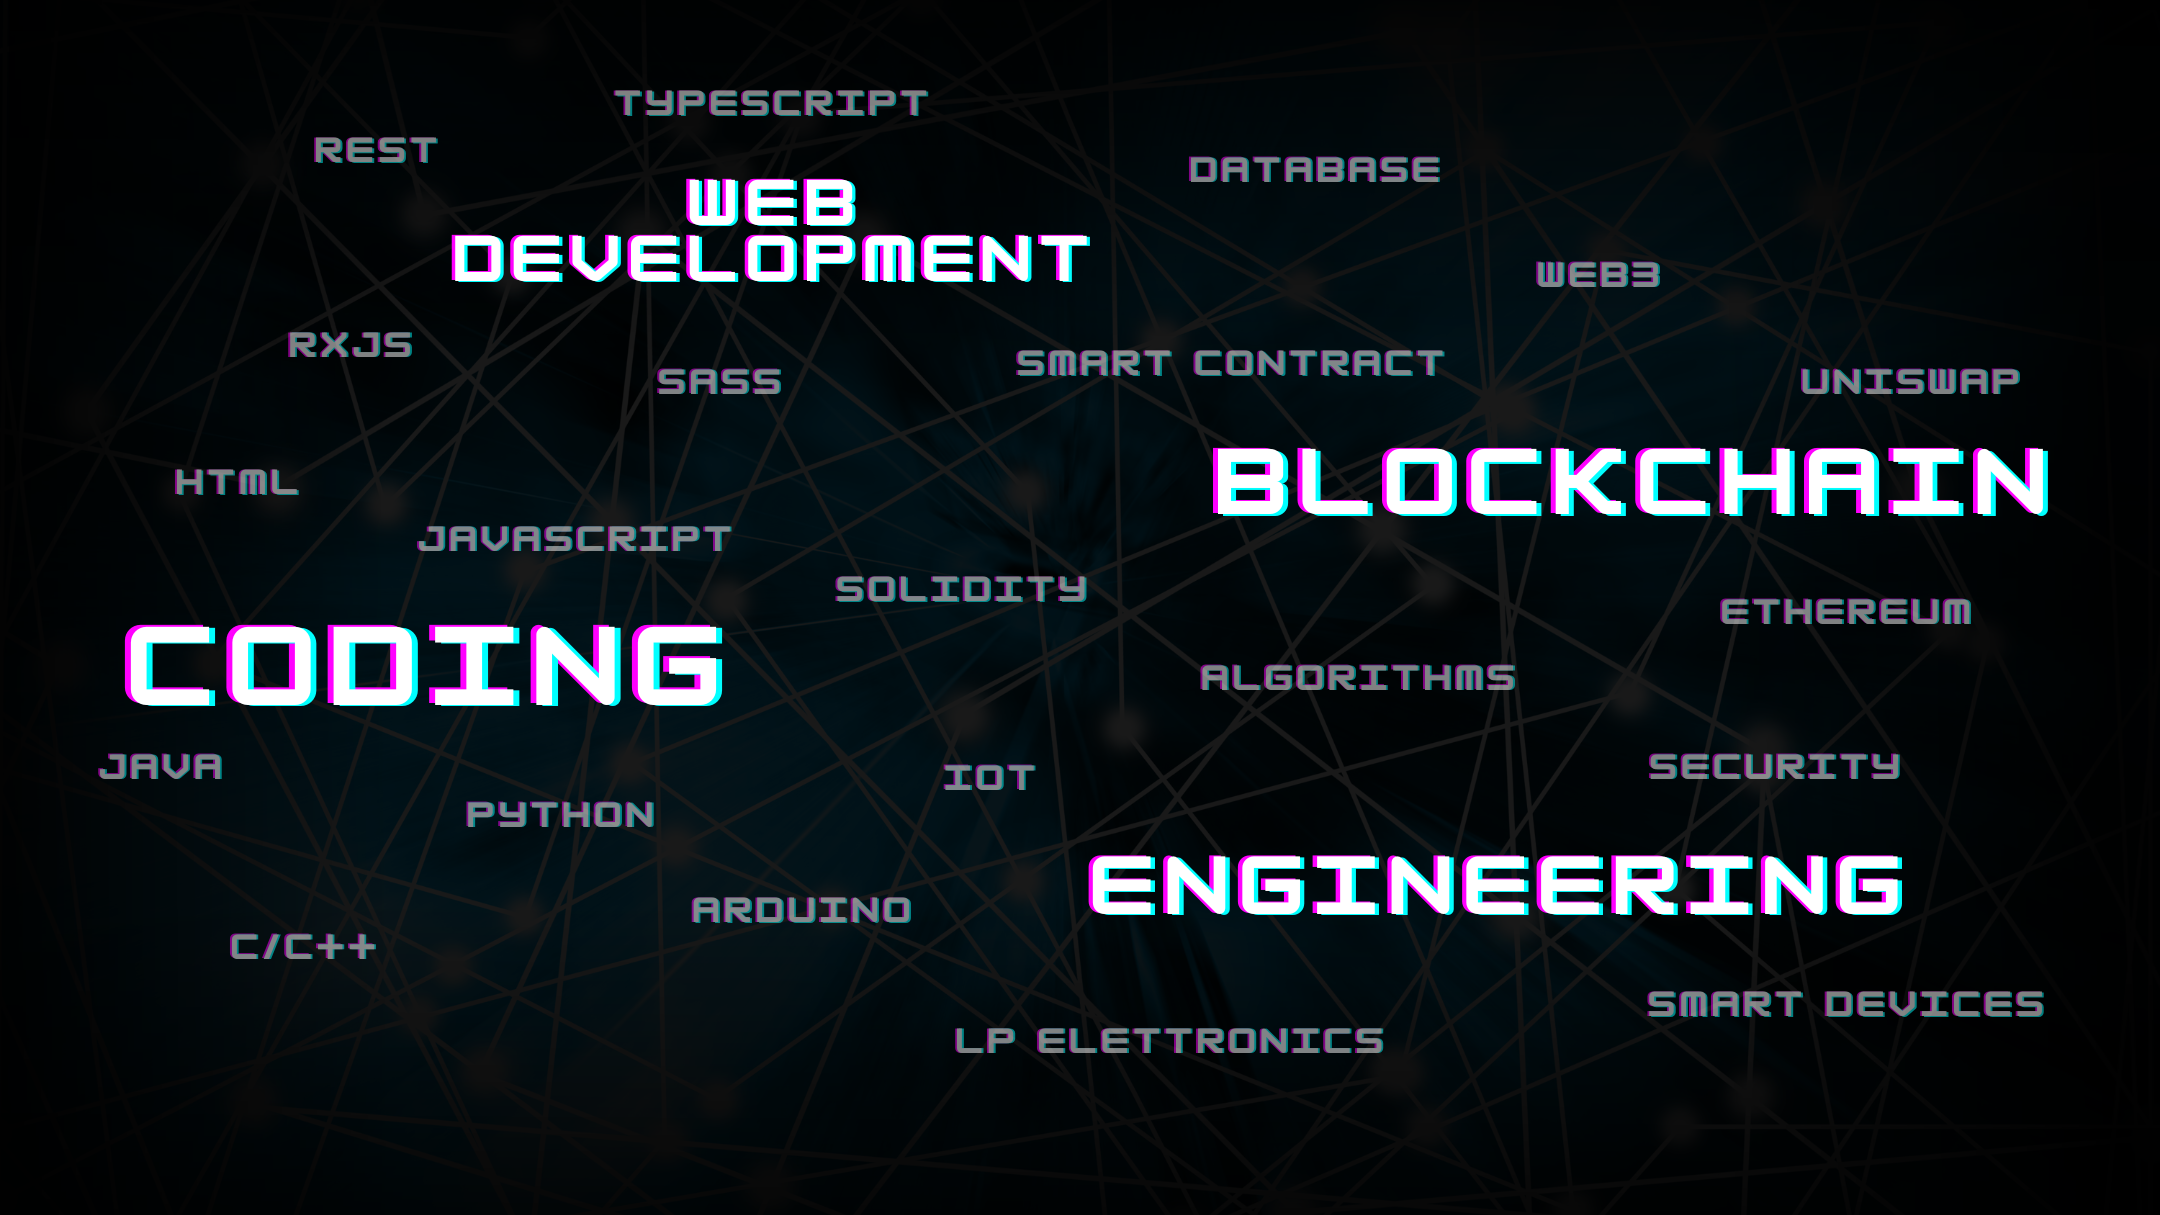 TYPESCRIPT
REST
DATABASE
WEB
DEVELOPMENT
WEB3
RXJS
SMART CONTRACT
SASS
UNISWAP
HTML
BLOCKCHAIN
JAVASCRIPT
SOLIDITY
ETHEREUM
CODING
ALGORITHMS
JAVA
SECURITY
IOT
PYTHON
ENGINEERING
ARDUINO
C/C++
SMART DEVICES
LP ELETTRONICS